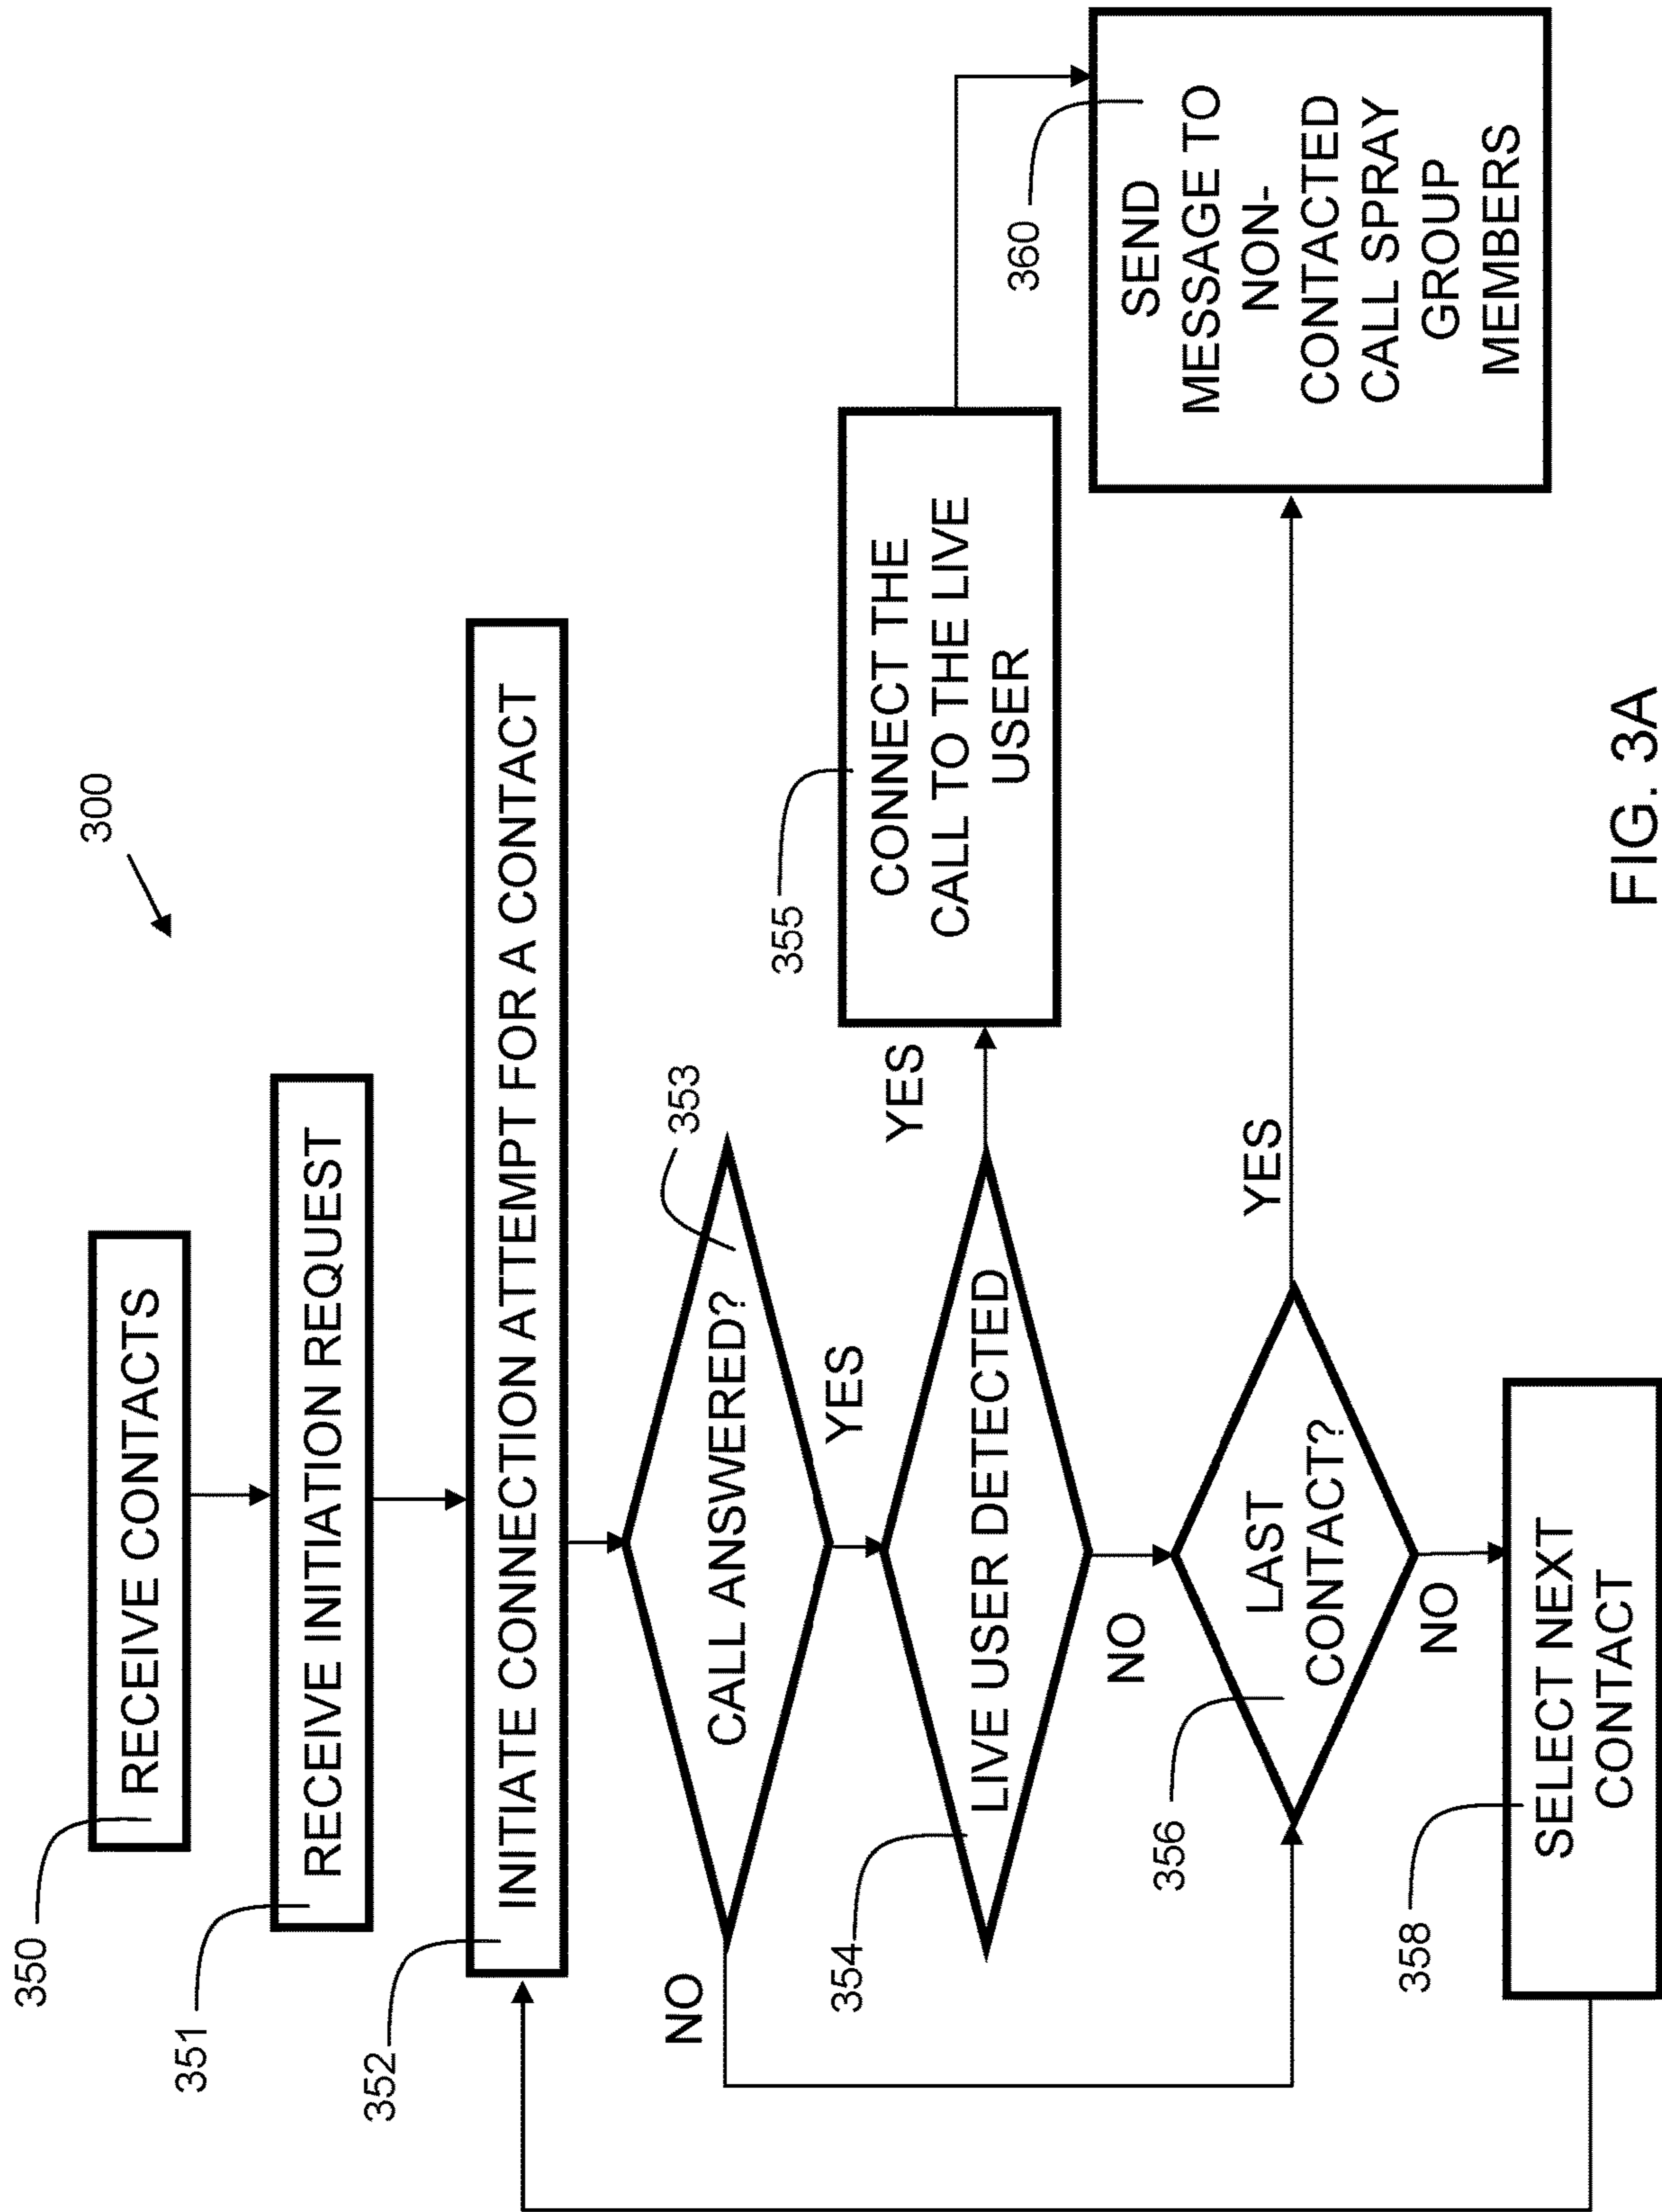 300
350
RECEIVE CONTACTS
351
RECEIVE INITIATION REQUEST
352
INITIATE CONNECTION ATTEMPT FOR A CONTACT
353
CALL ANSWERED?
NO
YES
354
LIVE USER DETECTED
YES
355
CONNECT THE
CALL TO THE LIVE
USER
NO
356
LAST
CONTACT?
YES
360
SEND
MESSAGE TO
NON-
CONTACTED
CALL SPRAY
GROUP
MEMBERS
NO
358
SELECT NEXT
CONTACT
FIG. 3A